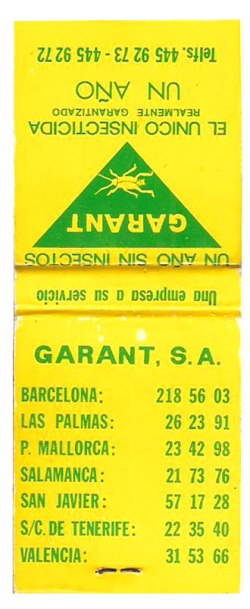 Telfs. 445 92 73 - 445 92 72
UN AÑO
REALMENTE GARANTIZADO
EL UNICO INSECTICIDA
GARANT
UN AÑO SIN INSECTOS
Una empresa a su servicio
GARANT, S.A.
BARCELONA: 218 56 03
LAS PALMAS: 26 23 91
P. MALLORCA: 23 42 98
SALAMANCA: 21 73 76
SAN JAVIER: 57 17 28
S/C. DE TENERIFE: 22 35 40
VALENCIA: 31 53 66